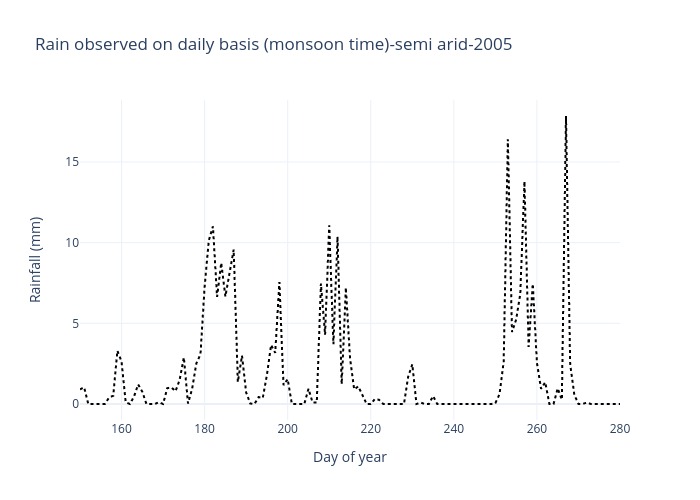 Rain observed on daily basis (monsoon time)-semi arid-2005
Rainfall (mm)
15
10
5
0
160 180 200 220 240 260 280
Day of year